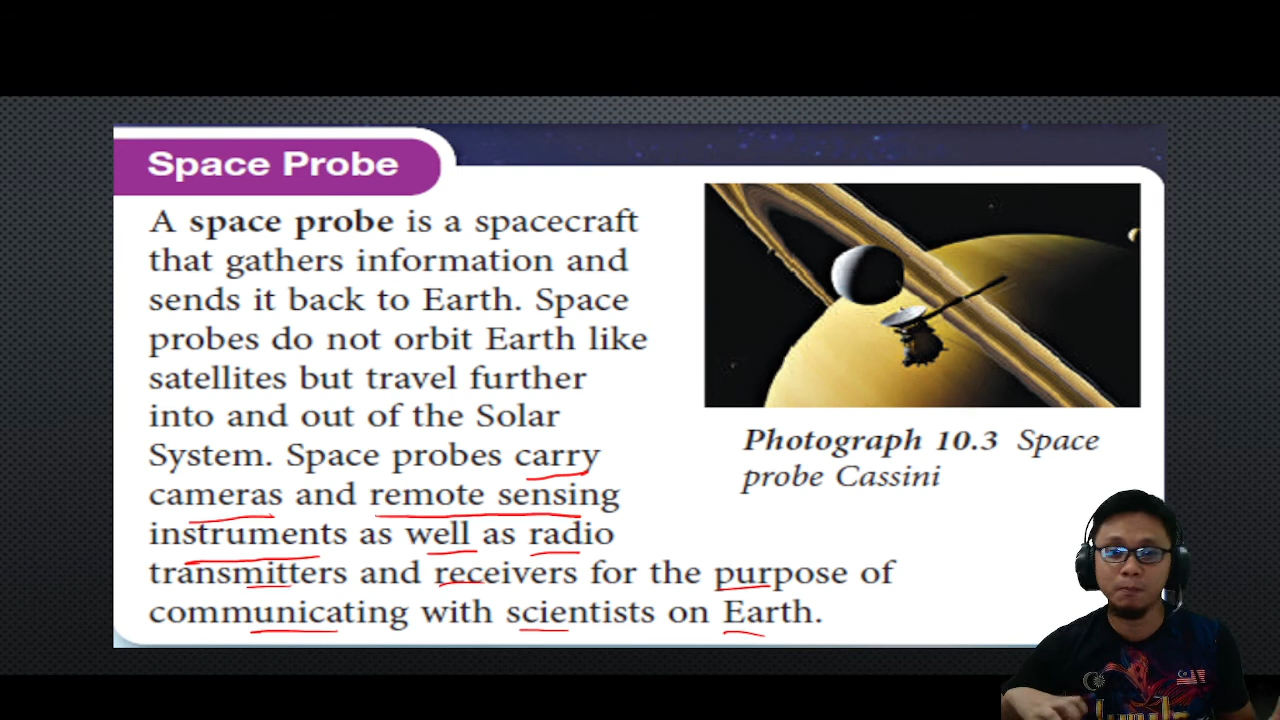 Space Probe
A space probe is a spacecraft
that gathers information and
sends it back to Earth. Space
probes do not orbit Earth like
satellites but travel further
into and out of the Solar
System. Space probes carry
cameras and remote sensing
instruments as well as radio
transmitters and receivers for the purpose of
communicating with scientists on Earth.
Photograph 10.3 Space
probe Cassini